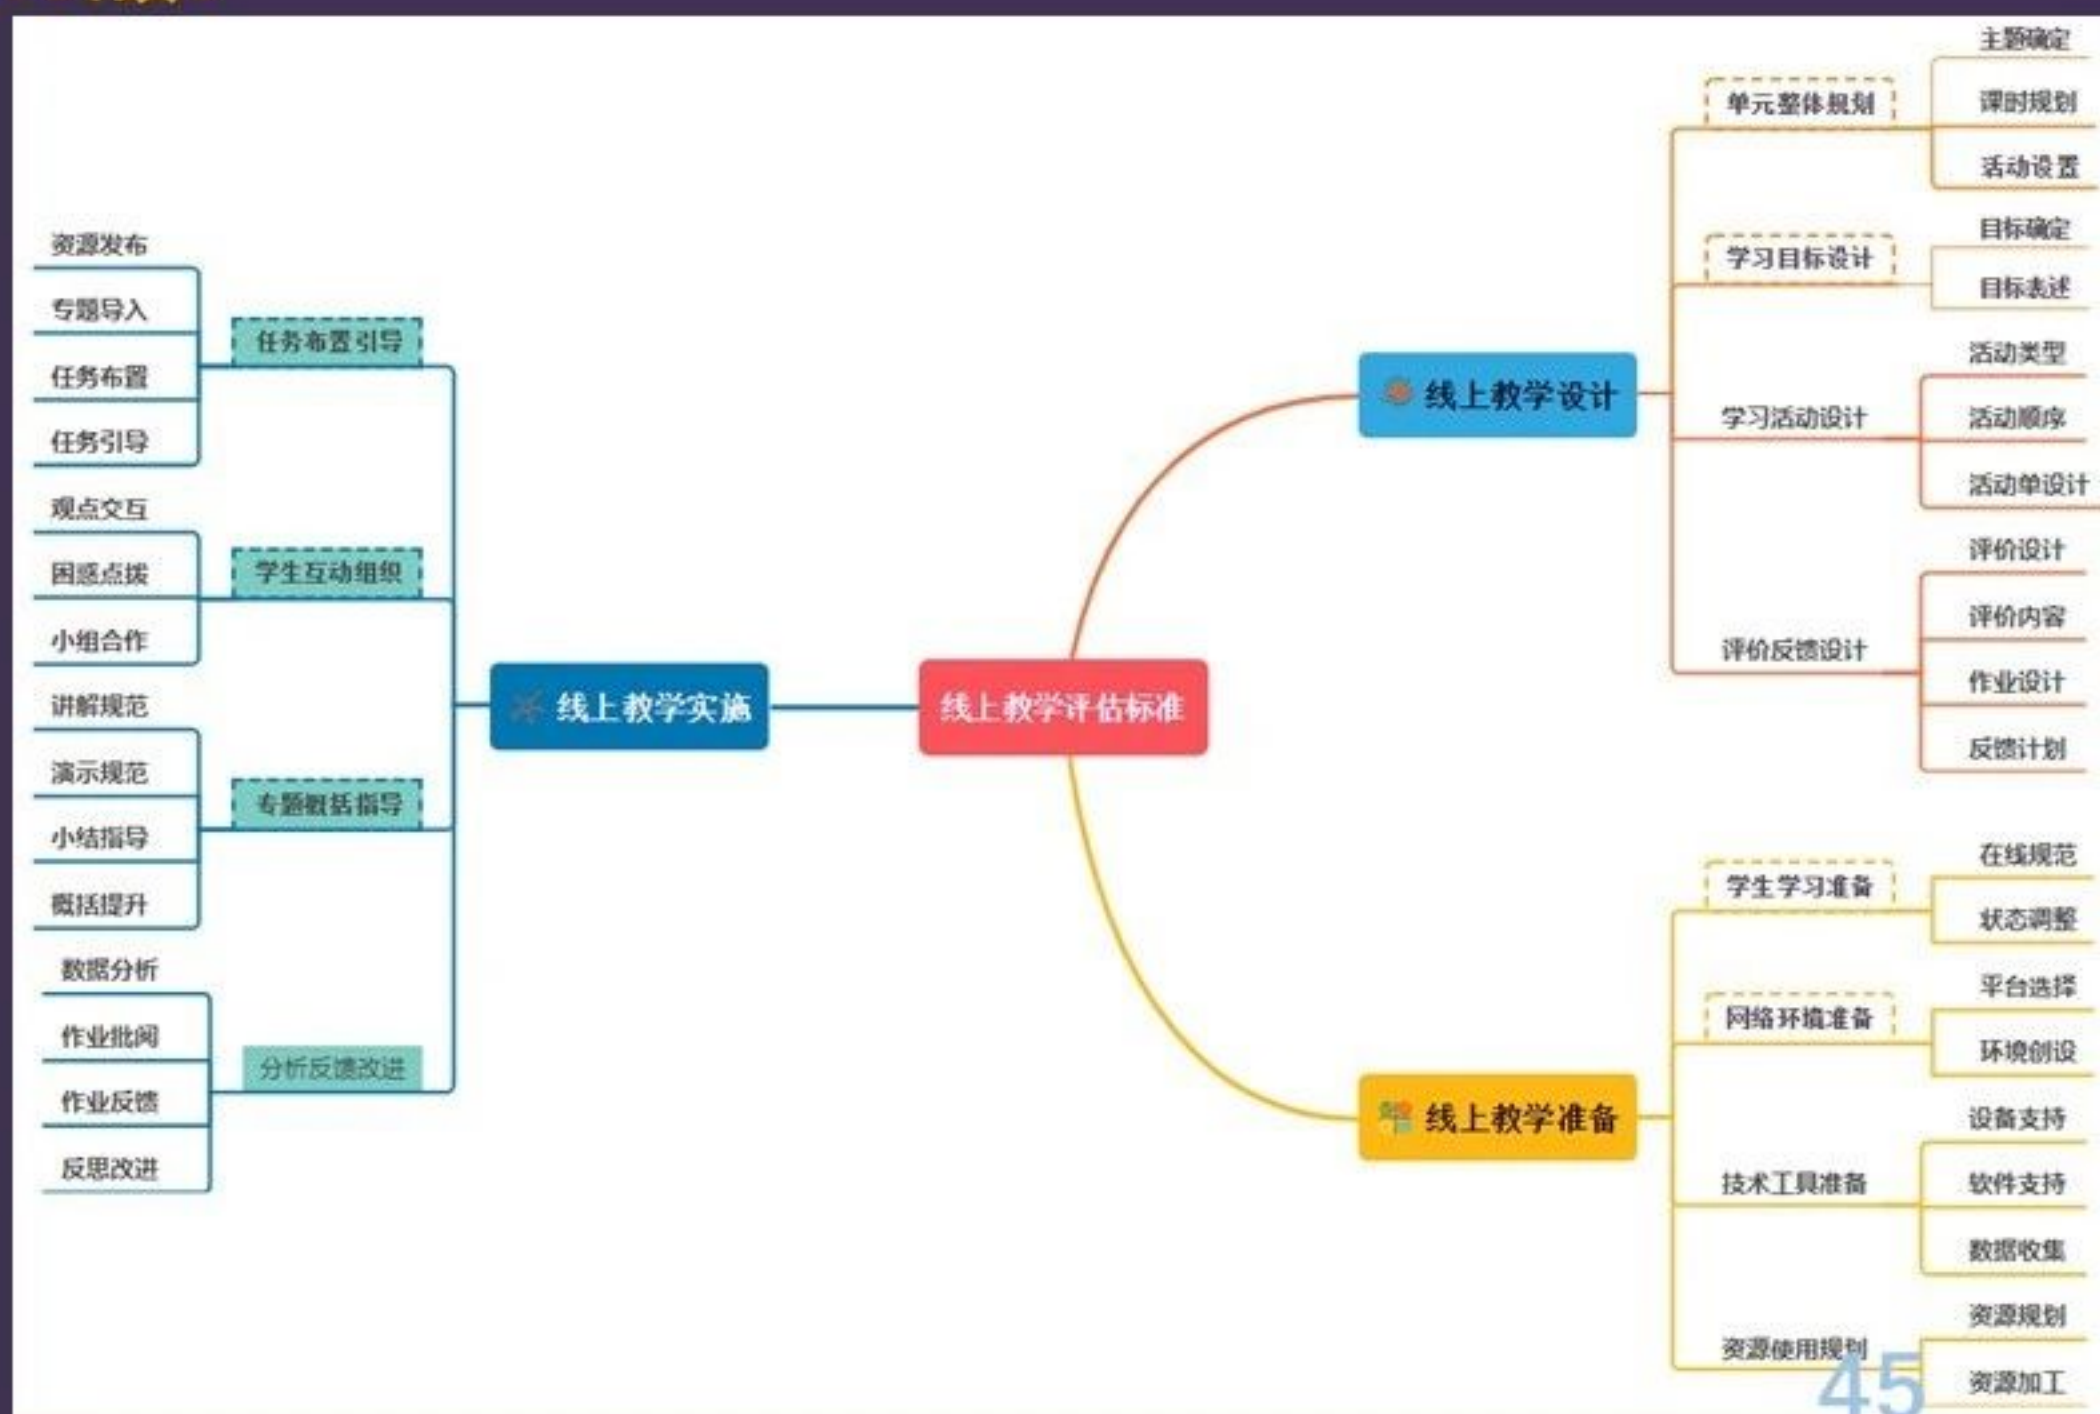 线上教学评估标准
线上教学设计
单元整体规划
主题确定
课时规划
活动设置
学习目标设计
目标确定
目标表述
学习活动设计
活动类型
活动顺序
活动单设计
评价反馈设计
评价设计
评价内容
作业设计
反馈计划
线上教学准备
学生学习准备
在线规范
状态调整
网络环境准备
平台选择
环境创设
技术工具准备
设备支持
软件支持
数据收集
资源使用规划
资源规划
资源加工
线上教学实施
任务布置引导
资源发布
专题导入
任务布置
任务引导
学生互动组织
观点交互
困惑点拨
小组合作
专题概括指导
讲解规范
演示规范
小结指导
概括提升
分析反馈改进
数据分析
作业批阅
作业反馈
反思改进
45